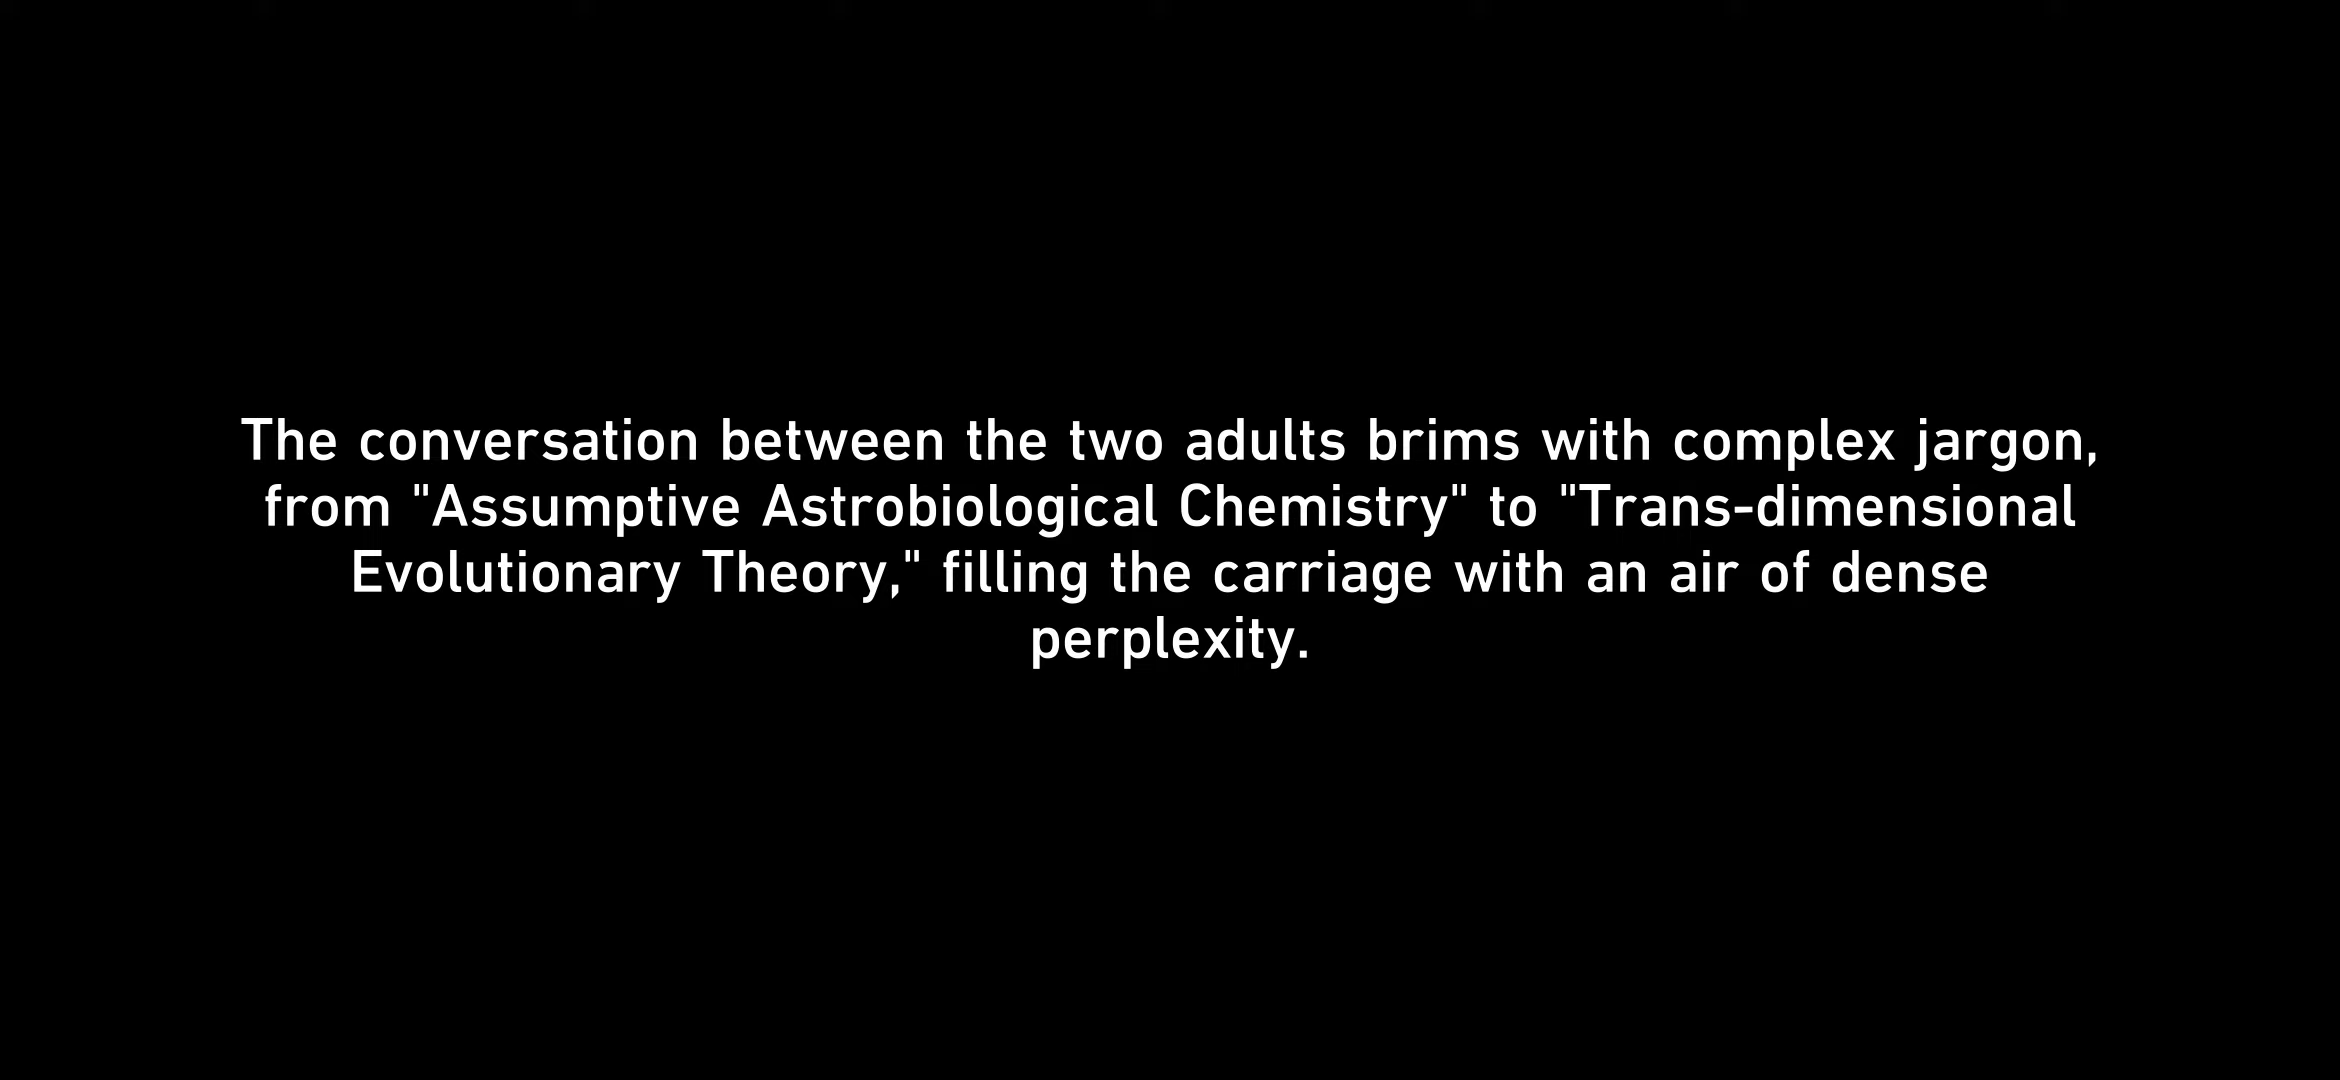 The conversation between the two adults brims with complex jargon,
from "Assumptive Astrobiological Chemistry" to "Trans-dimensional
Evolutionary Theory," filling the carriage with an air of dense
perplexity.